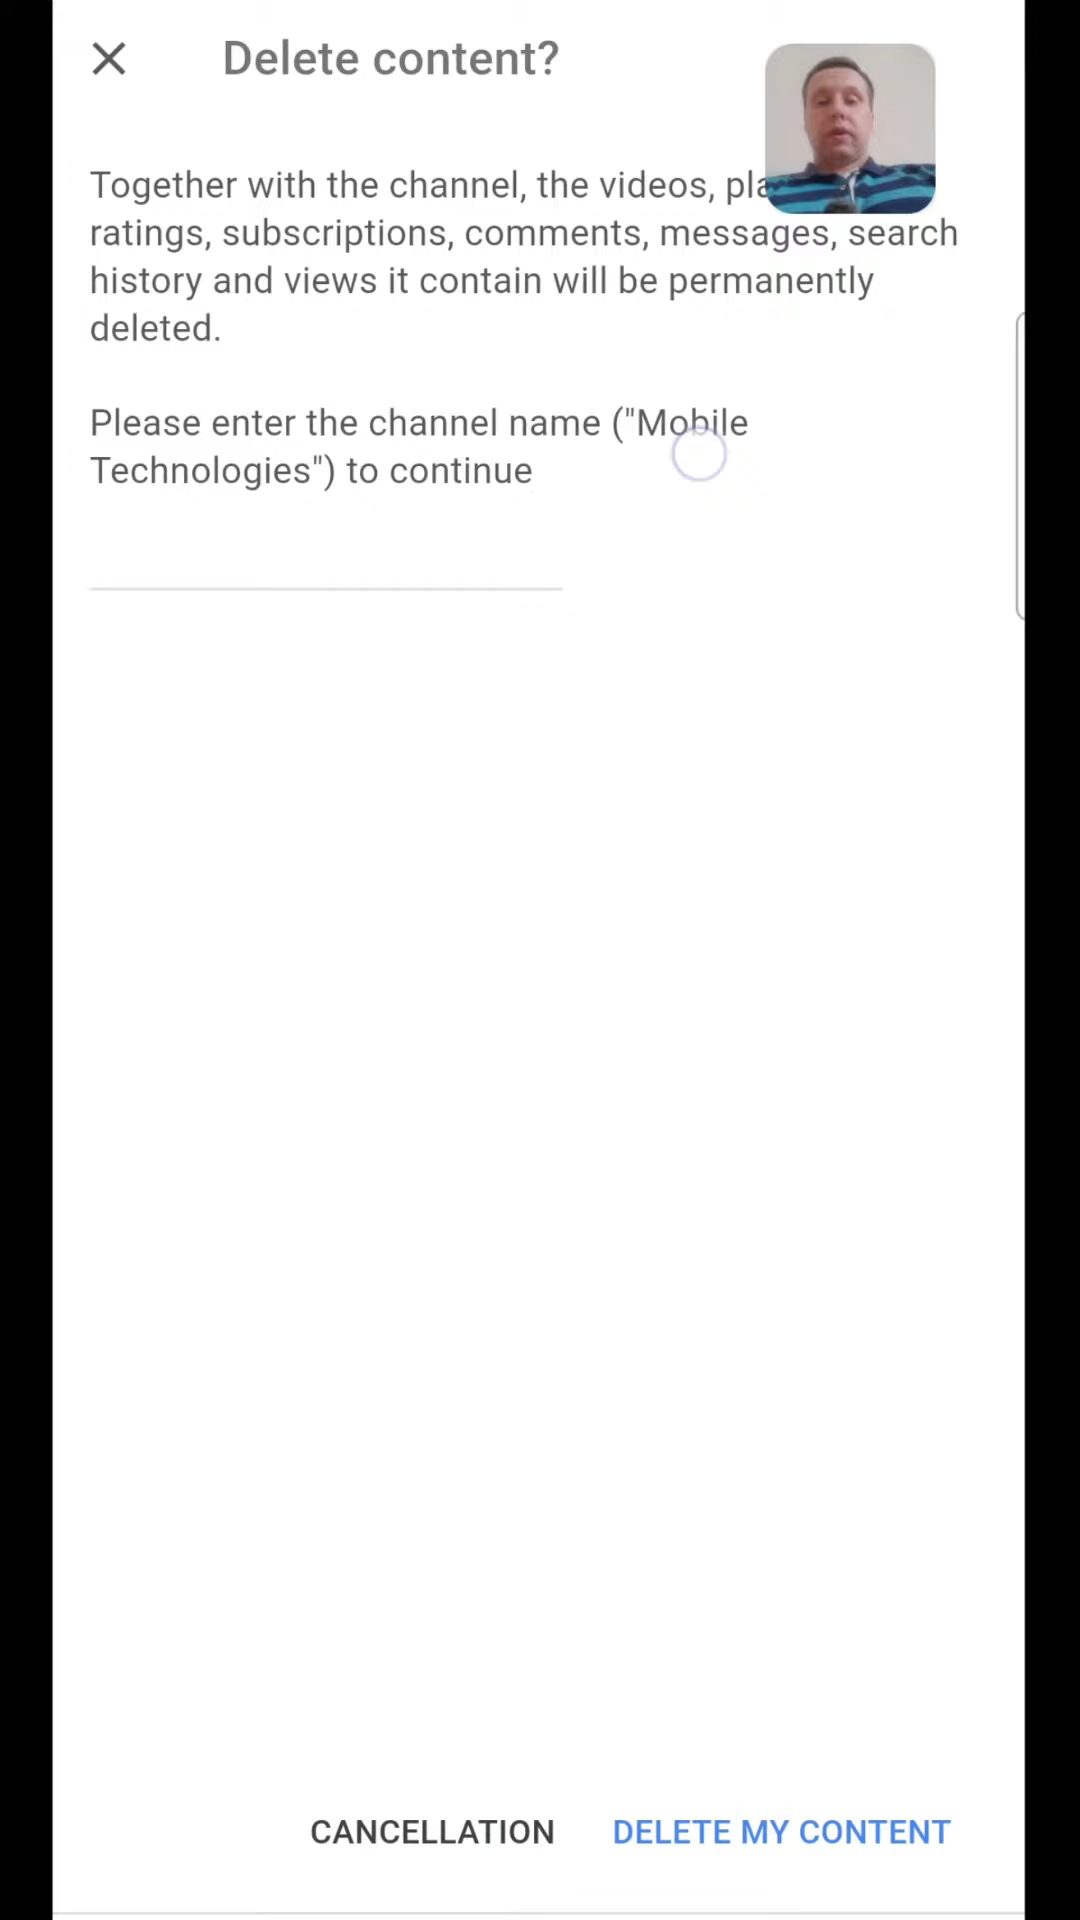 Delete content?
Together with the channel, the videos,
ratings, subscriptions, comments, messages, search
history and views it contain will be permanently
deleted.
Please enter the channel name ("Mobile
Technologies") to continue
CANCELLATION DELETE MY CONTENT